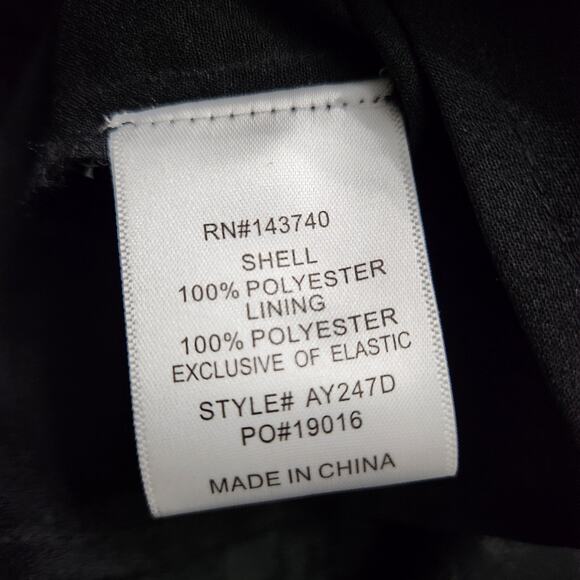 RN#143740
SHELL
100% POLYESTER
LINING
100% POLYESTER
EXCLUSIVE OF ELASTIC
STYLE# AY247D
PO#19016
MADE IN CHINA